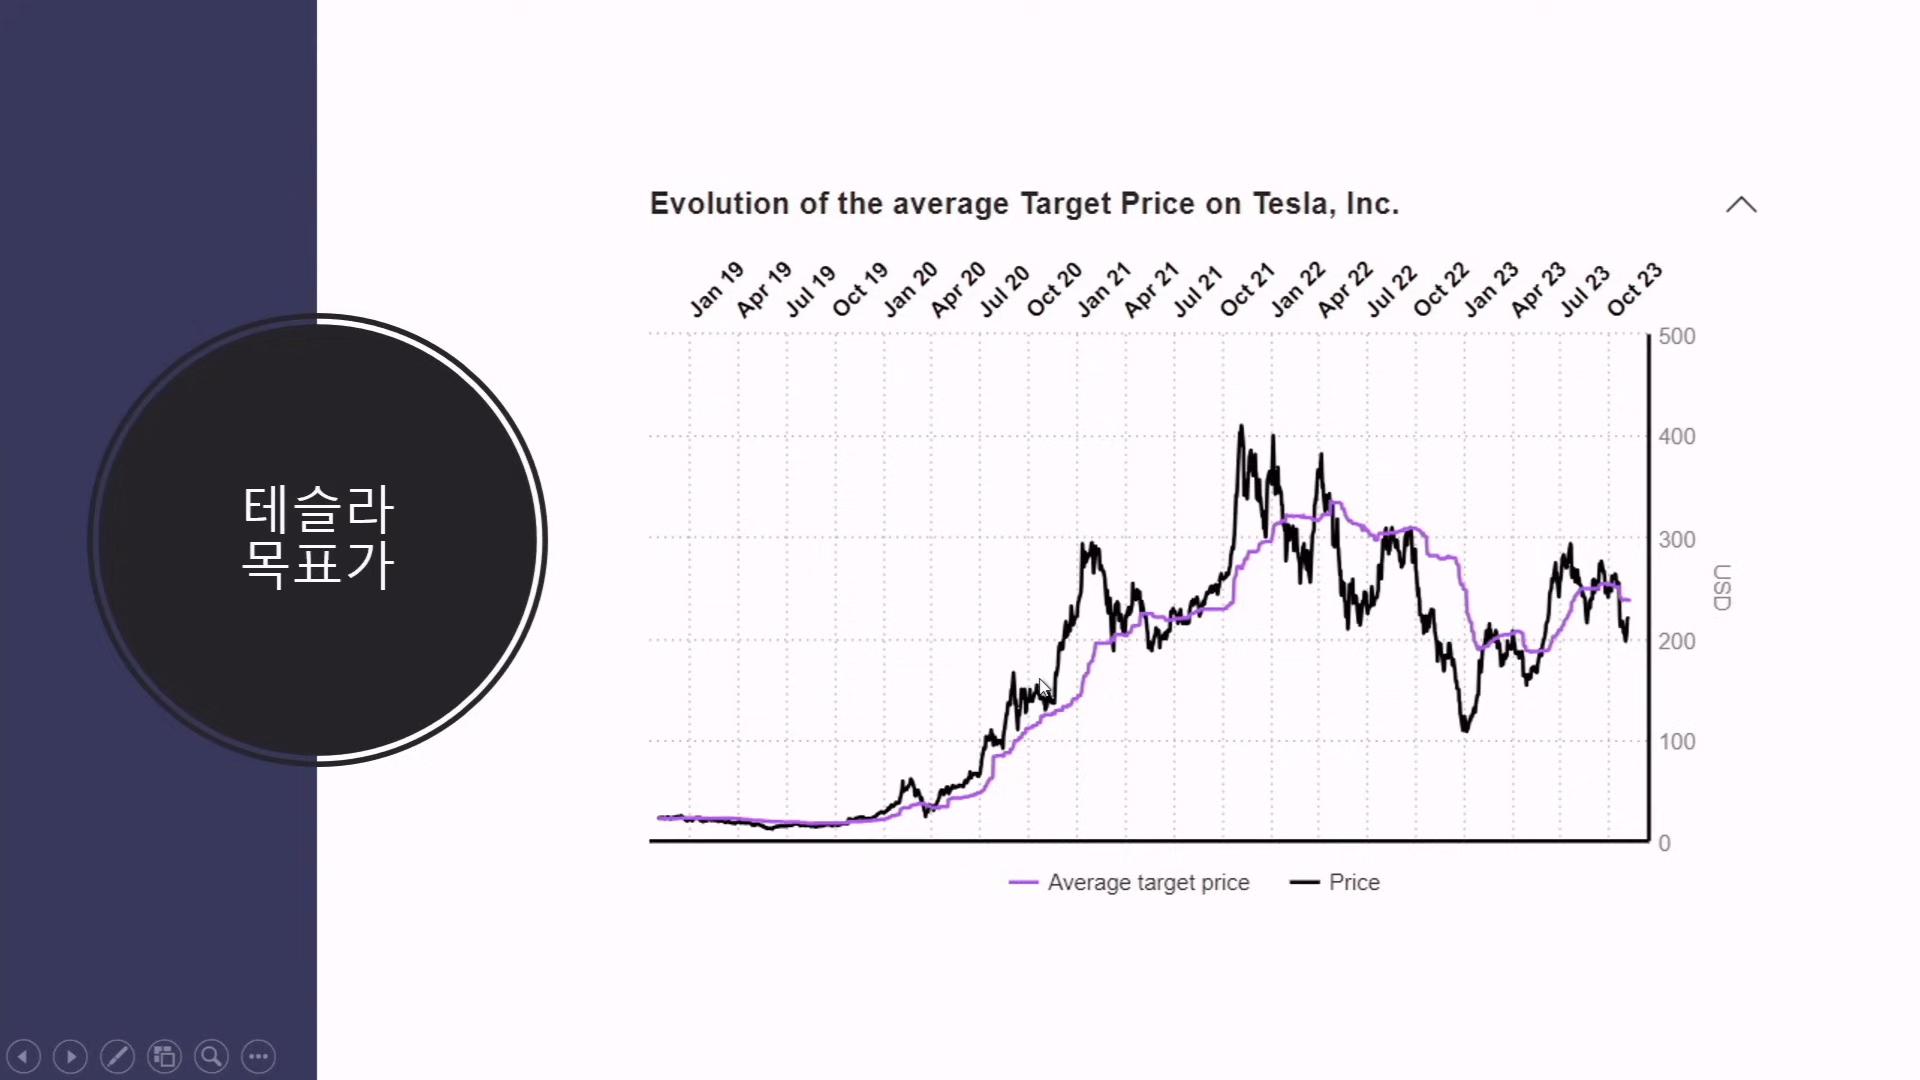 테슬라
목표가
Evolution of the average Target Price on Tesla, Inc.
Jan 19
Apr 19
Jul 19
Oct 19
Jan 20
Apr 20
Jul 20
Oct 20
Jan 21
Apr 21
Jul 21
Oct 21
Jan 22
Apr 22
Jul 22
Oct 22
Jan 23
Apr 23
Jul 23
Oct 23
500
400
300
200
100
0
USD
Average target price
Price